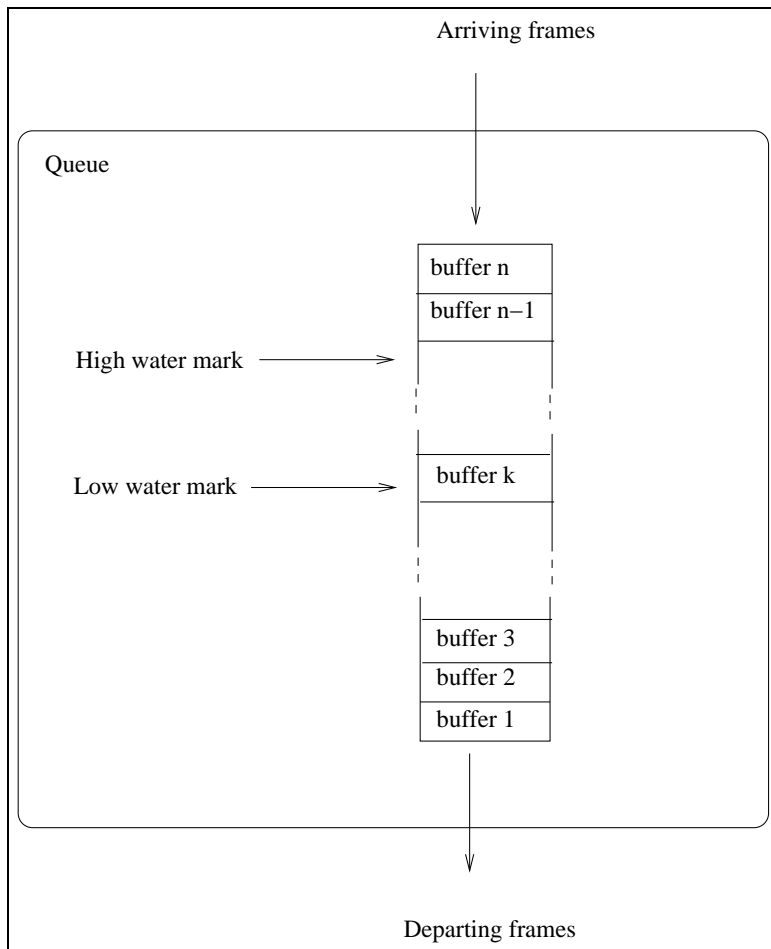 Arriving frames
Queue
buffer n
buffer n−1
High water mark
buffer k
Low water mark
buffer 3
buffer 2
buffer 1
Departing frames